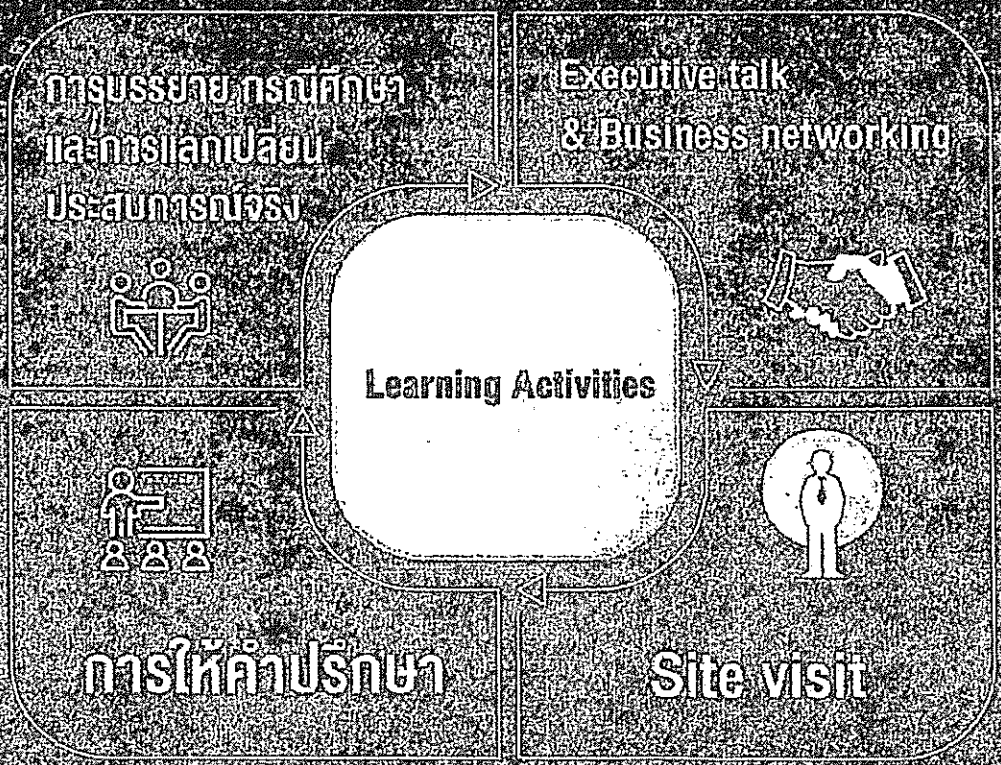 การบรรยาย กรณีศึกษา
และการแลกเปลี่ยน
ประสบการณ์จริง
Executive talk
& Business networking
Learning Activities
การให้คำปรึกษา
Site visit